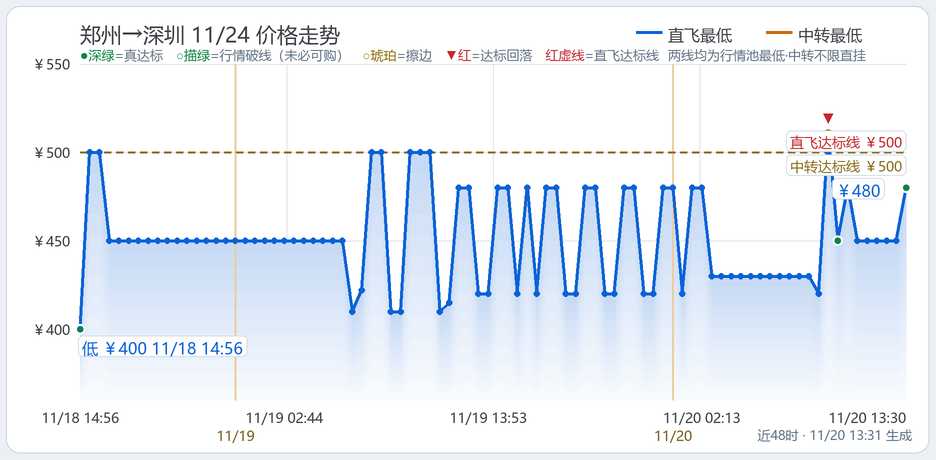 郑州→深圳 11/24 价格走势
直飞最低 中转最低
●深绿=真达标 ○描绿=行情破线（未必可购） ○琥珀=擦边 ▼红=达标回落 红虚线=直飞达标线 两线均为行情池最低·中转不限直挂
¥550
¥500
¥450
¥400
直飞达标线 ¥500
中转达标线 ¥500
¥480
低 ¥400 11/18 14:56
11/18 14:56 11/19 02:44 11/19 13:53 11/20 02:13 11/20 13:30
11/19 11/20
近48时 · 11/20 13:31 生成